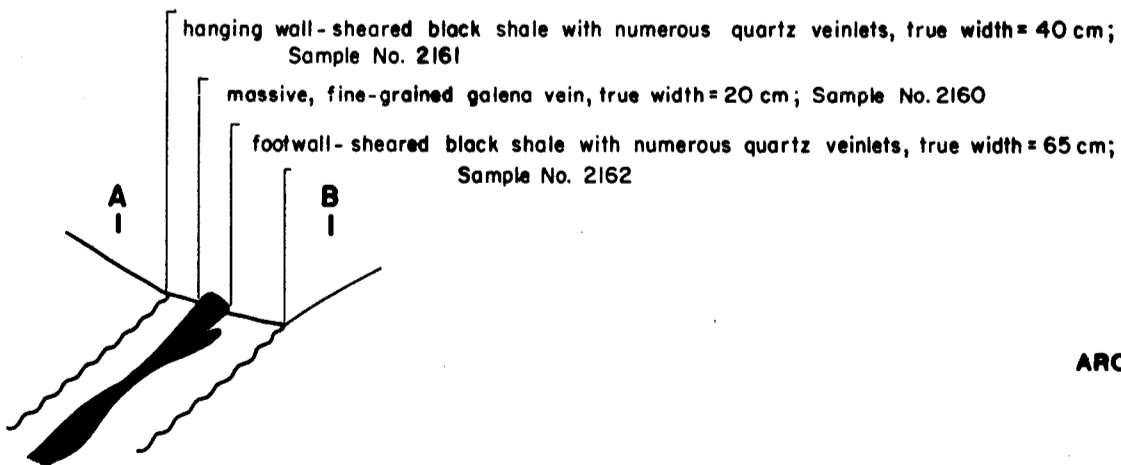 hanging wall - sheared black shale with numerous quartz veinlets, true width = 40 cm;
Sample No. 2161
massive, fine-grained galena vein, true width = 20 cm; Sample No. 2160
footwall - sheared black shale with numerous quartz veinlets, true width = 65 cm;
Sample No. 2162
A B
ARC